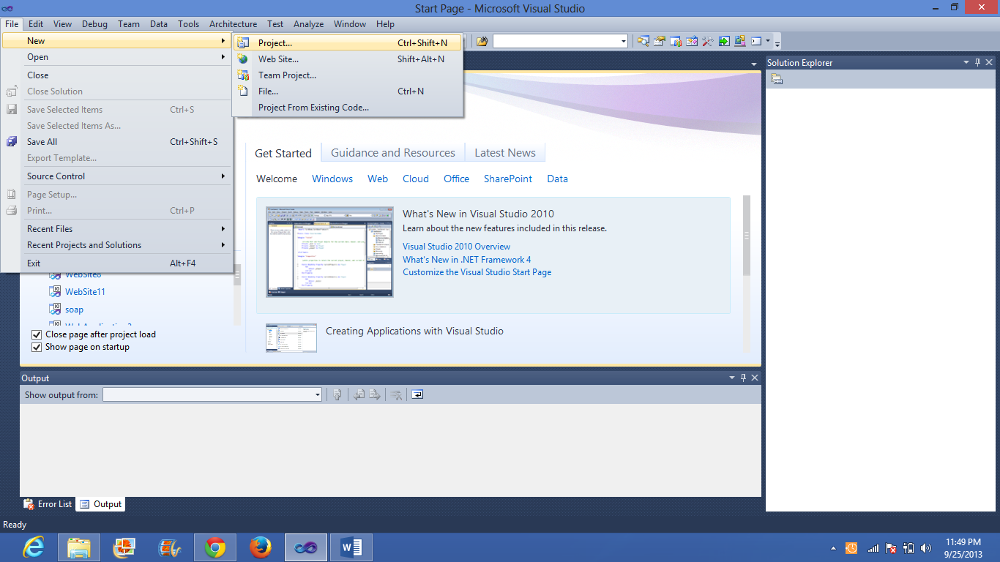 Start Page - Microsoft Visual Studio
File Edit View Debug Team Data Tools Architecture Test Analyze Window Help
New
Open
Close
Close Solution
Save Selected Items Ctrl+S
Save Selected Items As...
Save All Ctrl+Shift+S
Export Template...
Source Control
Page Setup...
Print... Ctrl+P
Recent Files
Recent Projects and Solutions
Exit Alt+F4
Project... Ctrl+Shift+N
Web Site... Shift+Alt+N
Team Project...
File... Ctrl+N
Project From Existing Code...
Solution Explorer
Get Started Guidance and Resources Latest News
Welcome Windows Web Cloud Office SharePoint Data
What's New in Visual Studio 2010
Learn about the new features included in this release.
Visual Studio 2010 Overview
What's New in .NET Framework 4
Customize the Visual Studio Start Page
Creating Applications with Visual Studio
WebSite8
WebSite11
soap
Close page after project load
Show page on startup
Output
Show output from:
Error List Output
Ready
11:49 PM
9/25/2013